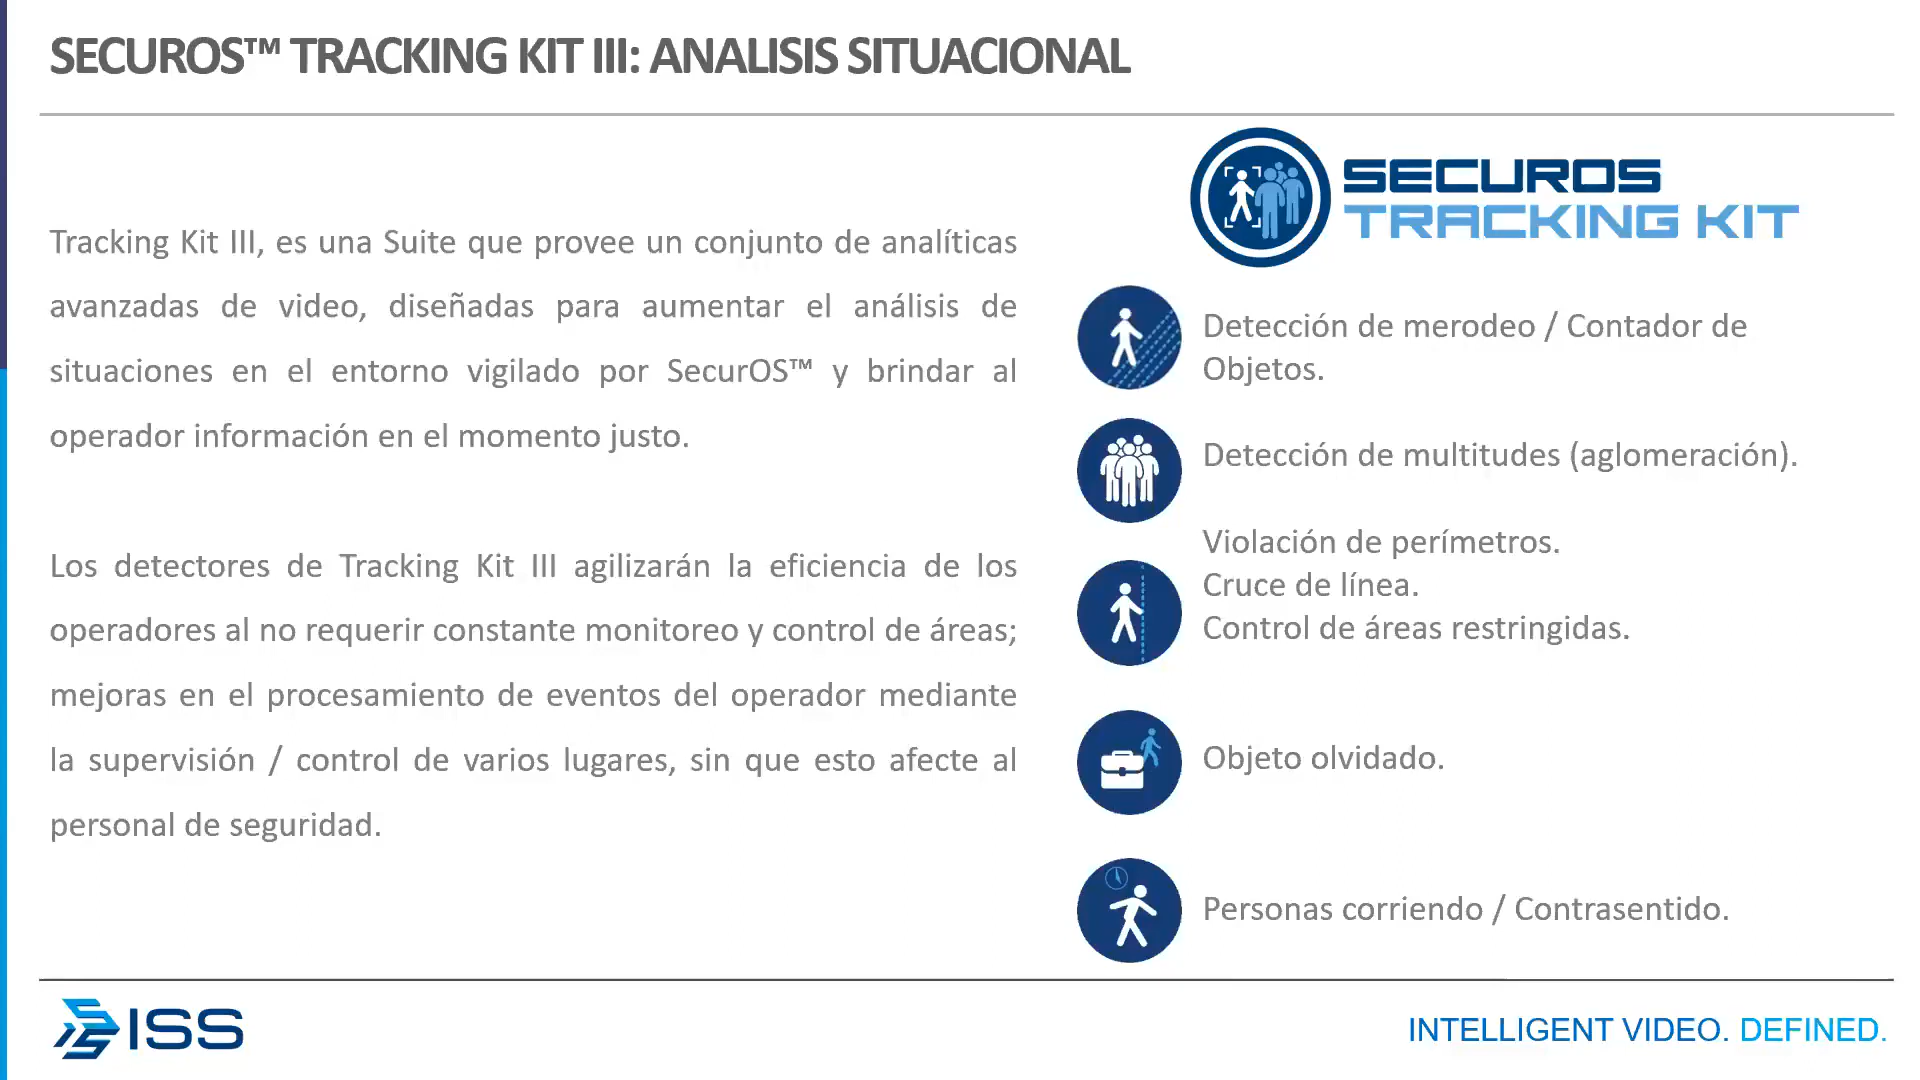 SECUROS™ TRACKING KIT III: ANALISIS SITUACIONAL
Tracking Kit III, es una Suite que provee un conjunto de analíticas
avanzadas de video, diseñadas para aumentar el análisis de
situaciones en el entorno vigilado por SecurOS™ y brindar al
operador información en el momento justo.
Los detectores de Tracking Kit III agilizarán la eficiencia de los
operadores al no requerir constante monitoreo y control de áreas;
mejoras en el procesamiento de eventos del operador mediante
la supervisión / control de varios lugares, sin que esto afecte al
personal de seguridad.
SECUROS
TRACKING KIT
Detección de merodeo / Contador de
Objetos.
Detección de multitudes (aglomeración).
Violación de perímetros.
Cruce de línea.
Control de áreas restringidas.
Objeto olvidado.
Personas corriendo / Contrasentido.
ISS
INTELLIGENT VIDEO. DEFINED.